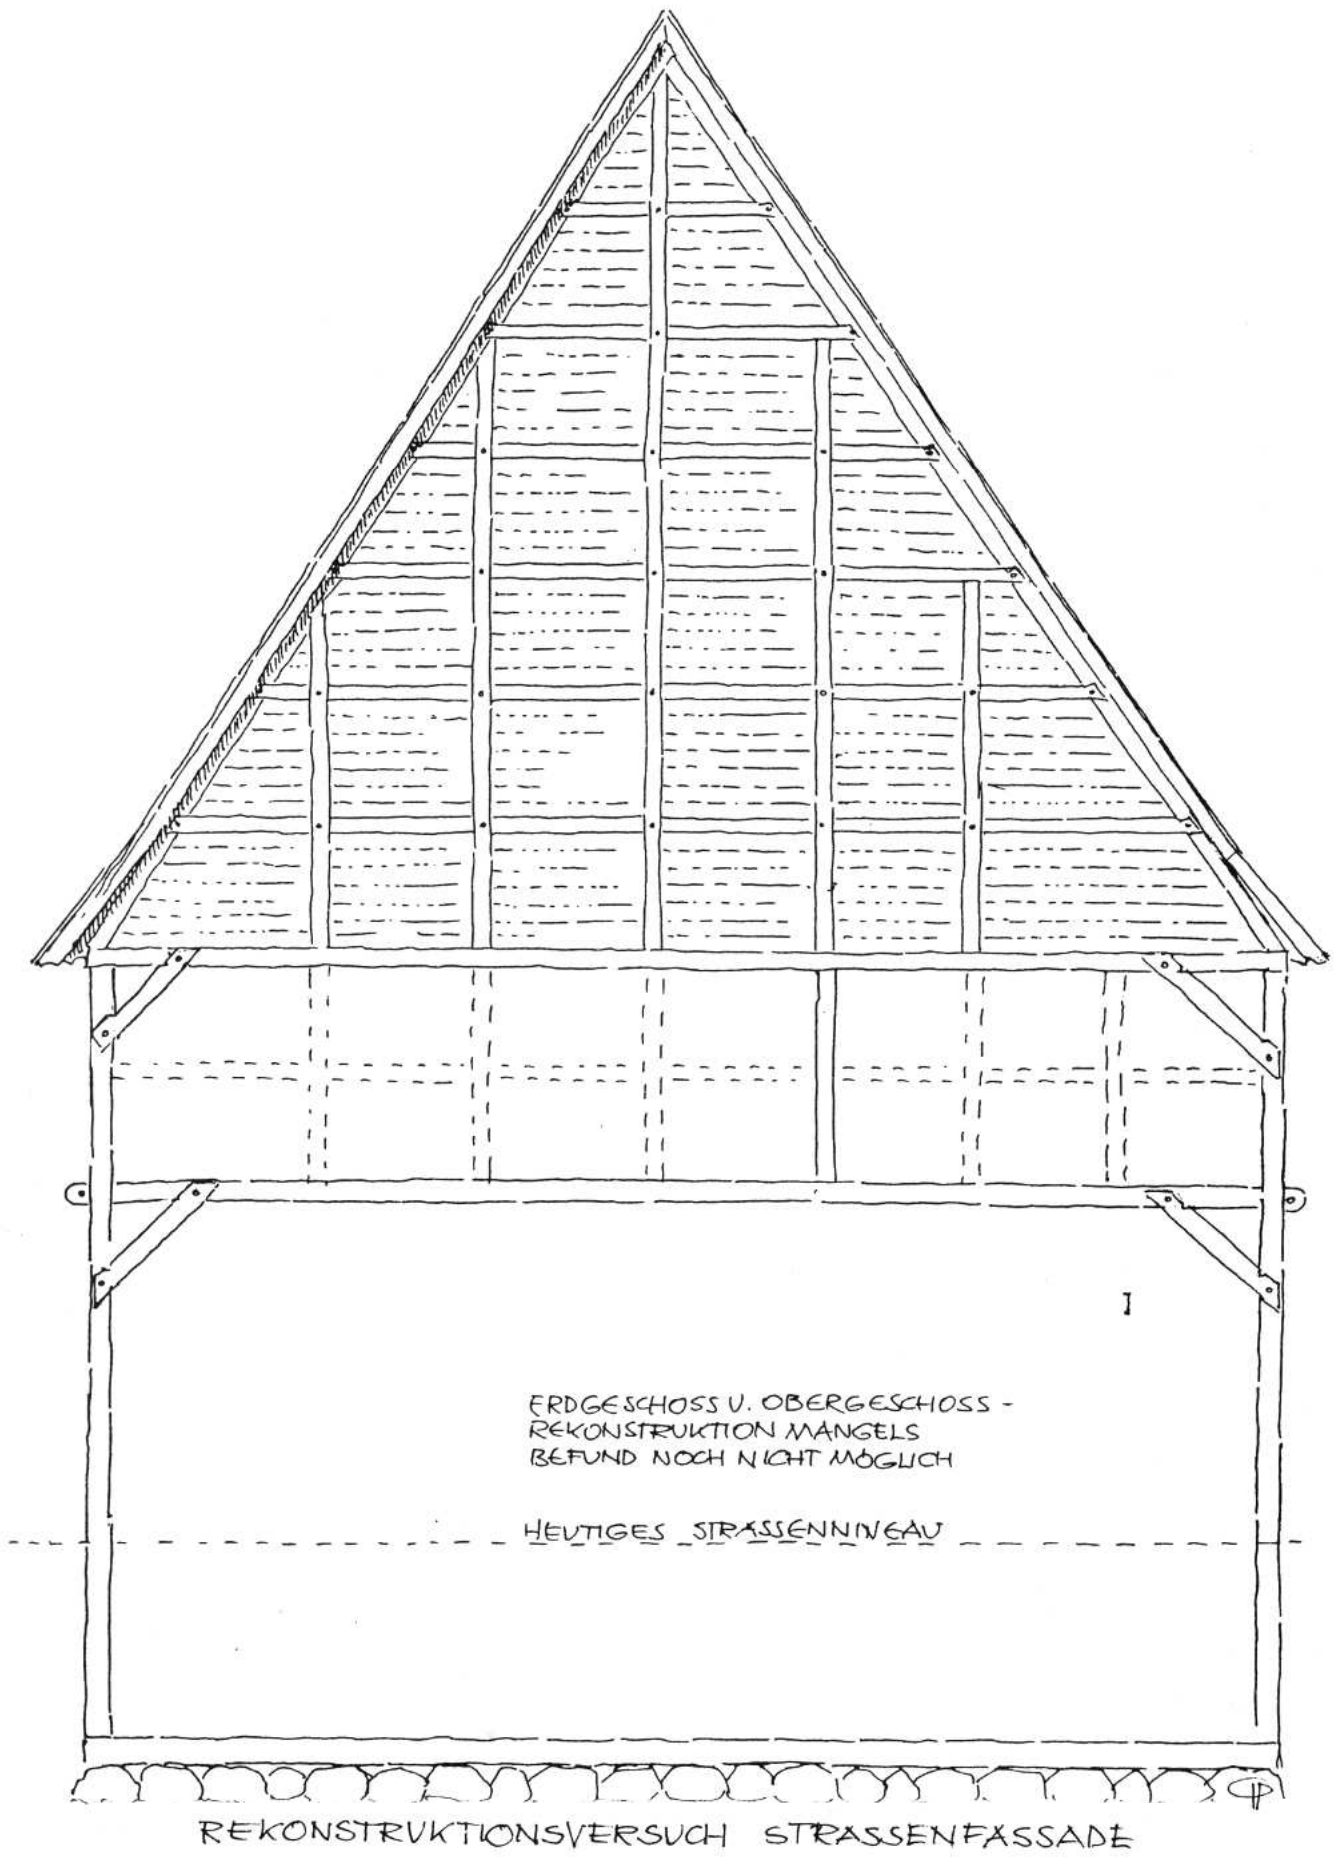 ERDGESCHOSS U. OBERGESCHOSS -
REKONSTRUKTION MANGELS
BEFUND NOCH NICHT MÖGLICH
HEUTIGES STRASSENNIVEAU
REKONSTRUKTIONSVERSUCH STRASSENFASSADE